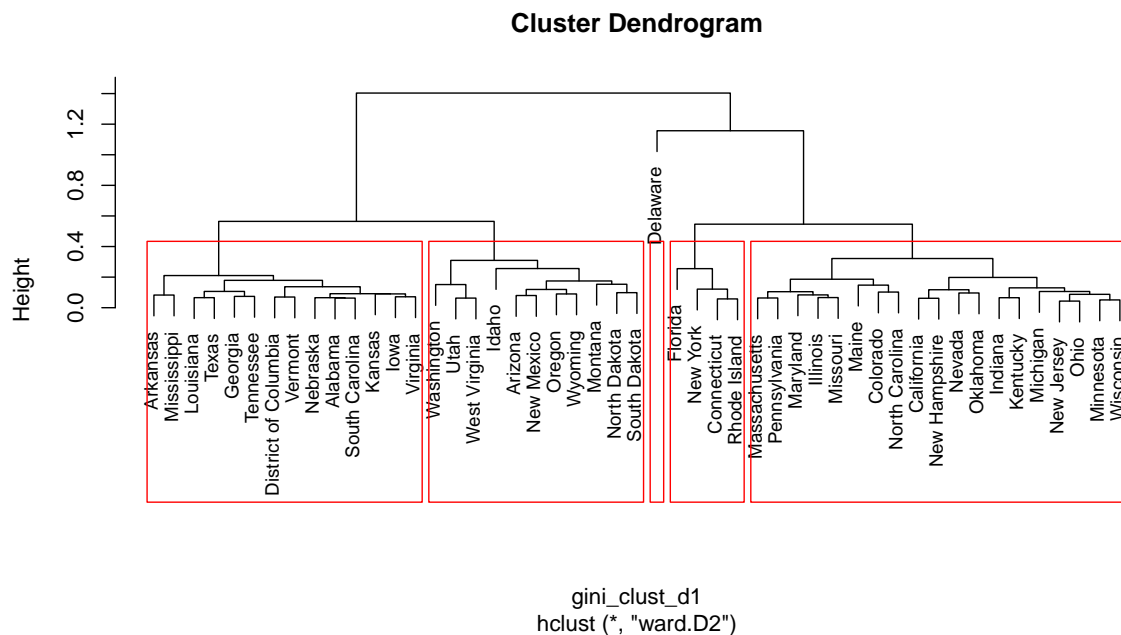 Cluster Dendrogram
Height
0.0
0.4
0.8
1.2
Arkansas
Mississippi
Louisiana
Texas
Georgia
Tennessee
District of Columbia
Vermont
Nebraska
Alabama
South Carolina
Kansas
Iowa
Virginia
Washington
Utah
West Virginia
Idaho
Arizona
New Mexico
Oregon
Wyoming
Montana
North Dakota
South Dakota
Delaware
Florida
New York
Connecticut
Rhode Island
Massachusetts
Pennsylvania
Maryland
Illinois
Missouri
Maine
Colorado
North Carolina
California
New Hampshire
Nevada
Oklahoma
Indiana
Kentucky
Michigan
New Jersey
Ohio
Minnesota
Wisconsin
gini_clust_d1
hclust (*, "ward.D2")